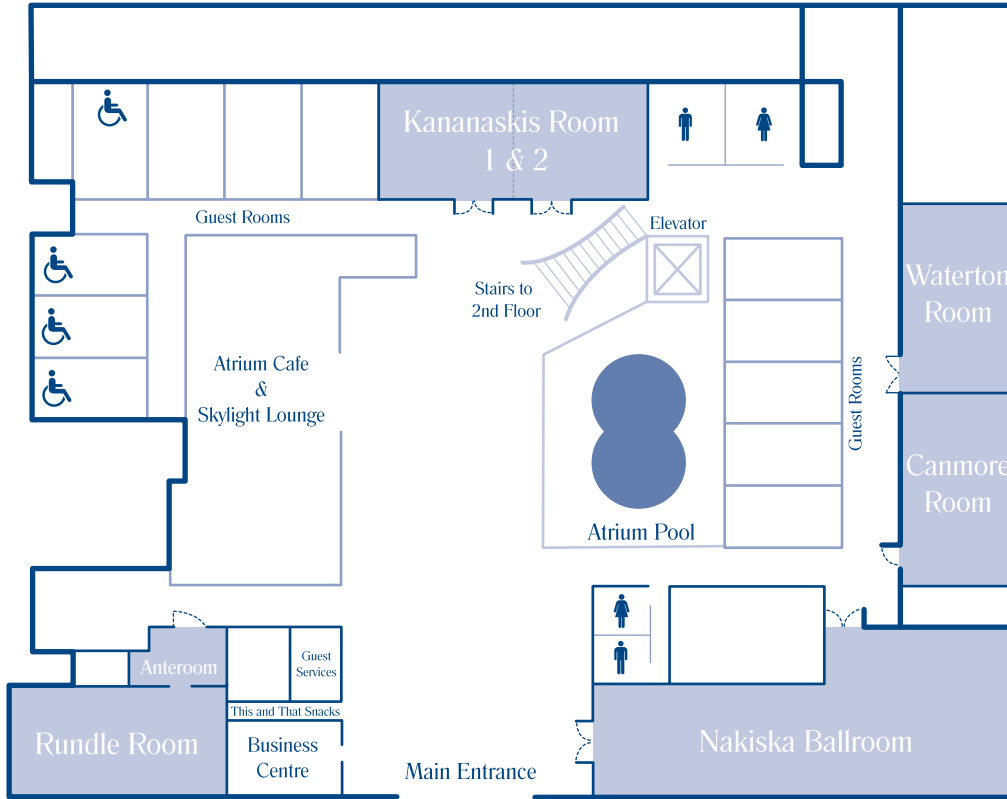 Kananaskis Room
1 & 2
Guest Rooms
Elevator
Stairs to
2nd Floor
Waterton
Room
Atrium Cafe
&
Skylight Lounge
Guest Rooms
Canmore
Room
Atrium Pool
Anteroom
Guest
Services
This and That Snacks
Rundle Room
Business
Centre
Main Entrance
Nakiska Ballroom